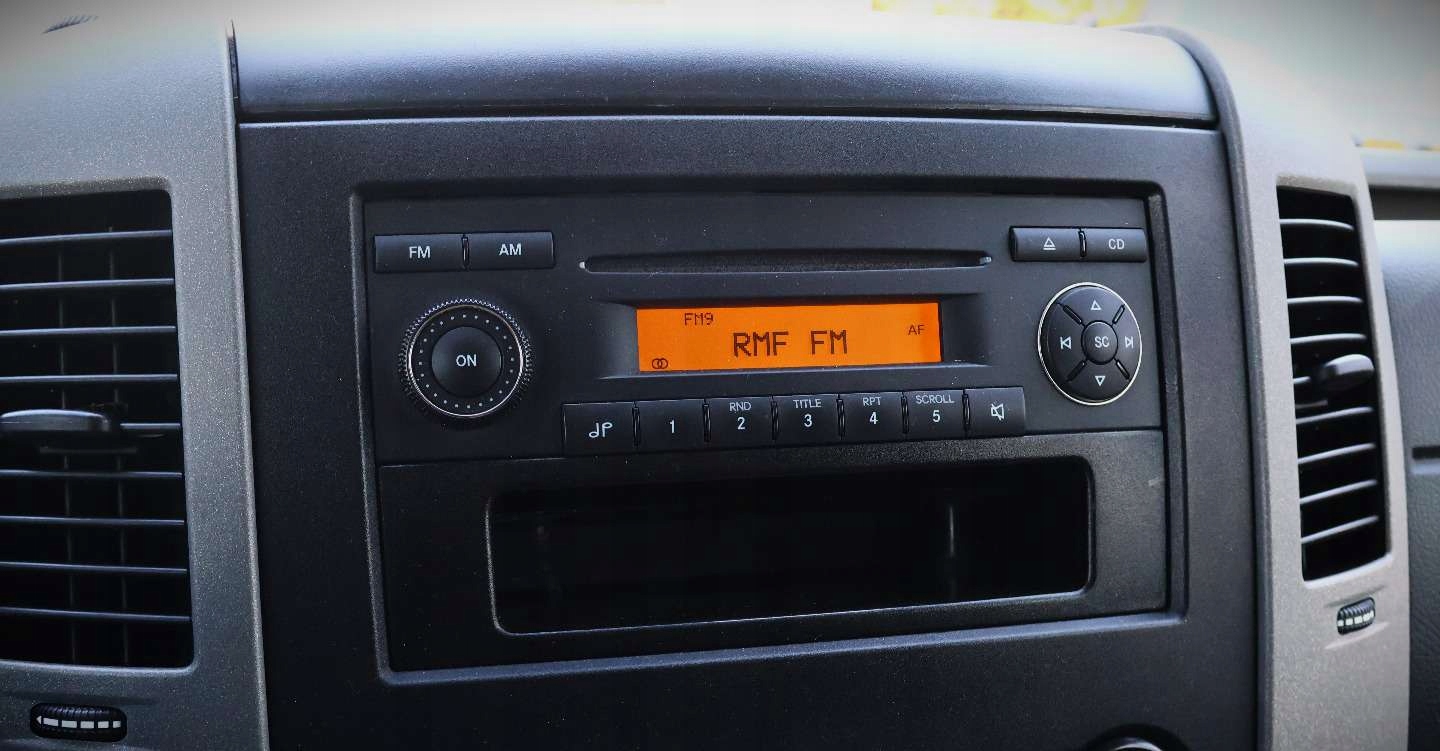 FM AM
CD
FM9
RMF FM
AF
ON
SC
1
RND
2
TITLE
3
RPT
4
SCROLL
5